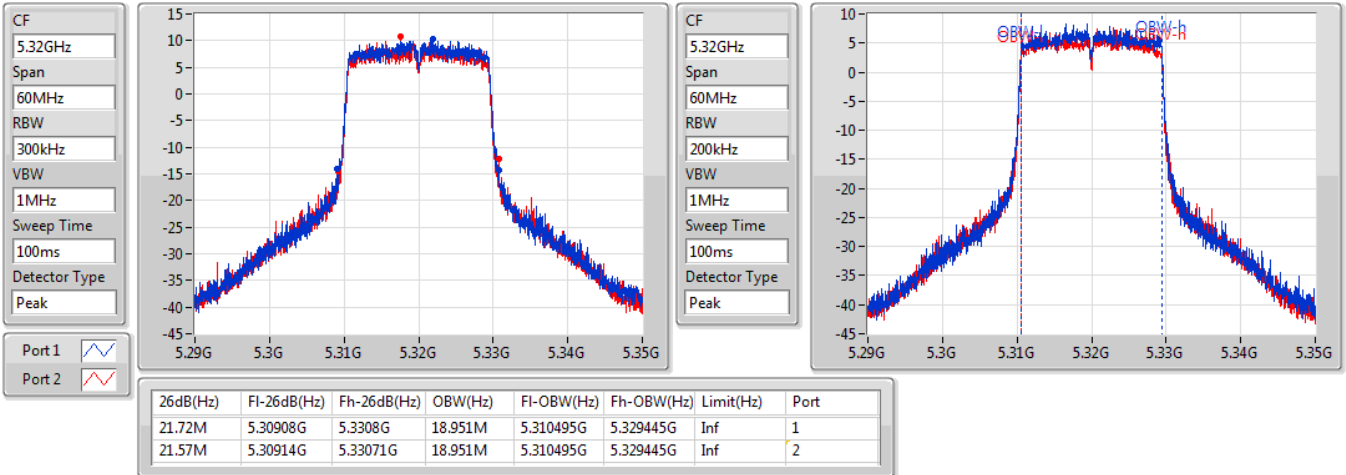 CF
5.32GHz
Span
60MHz
RBW
300kHz
VBW
1MHz
Sweep Time
100ms
Detector Type
Peak
Port 1
Port 2
15
10
5
0
-5
-10
-15
-20
-25
-30
-35
-40
-45
5.29G 5.3G 5.31G 5.32G 5.33G 5.34G 5.35G
CF
5.32GHz
Span
60MHz
RBW
200kHz
VBW
1MHz
Sweep Time
100ms
Detector Type
Peak
10
5
0
-5
-10
-15
-20
-25
-30
-35
-40
-45
OBW-h
OBW-h
5.29G 5.3G 5.31G 5.32G 5.33G 5.34G 5.35G
26dB(Hz) Fl-26dB(Hz) Fh-26dB(Hz) OBW(Hz) Fl-OBW(Hz) Fh-OBW(Hz) Limit(Hz) Port
21.72M 5.30908G 5.3308G 18.951M 5.310495G 5.329445G Inf 1
21.57M 5.30914G 5.33071G 18.951M 5.310495G 5.329445G Inf 2